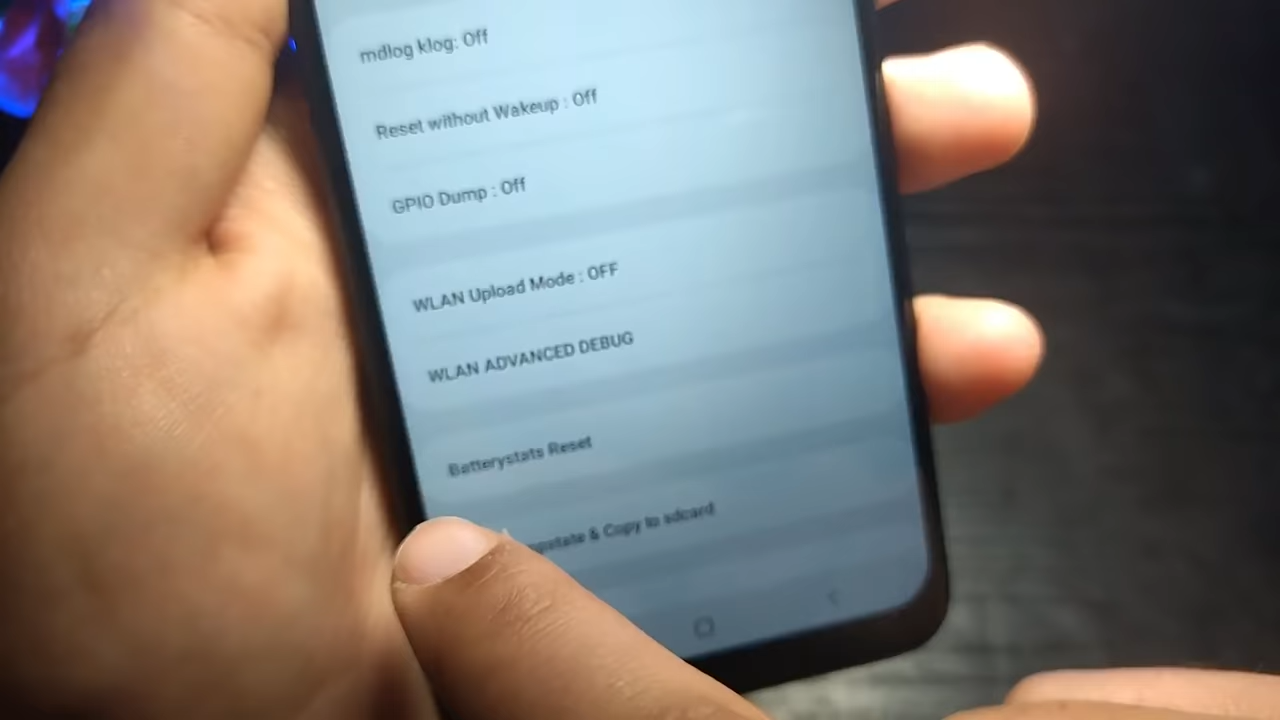 mdlog klog: Off
Reset without Wakeup : Off
GPIO Dump : Off
WLAN Upload Mode : OFF
WLAN ADVANCED DEBUG
Batterystats Reset
& Copy to sdcard